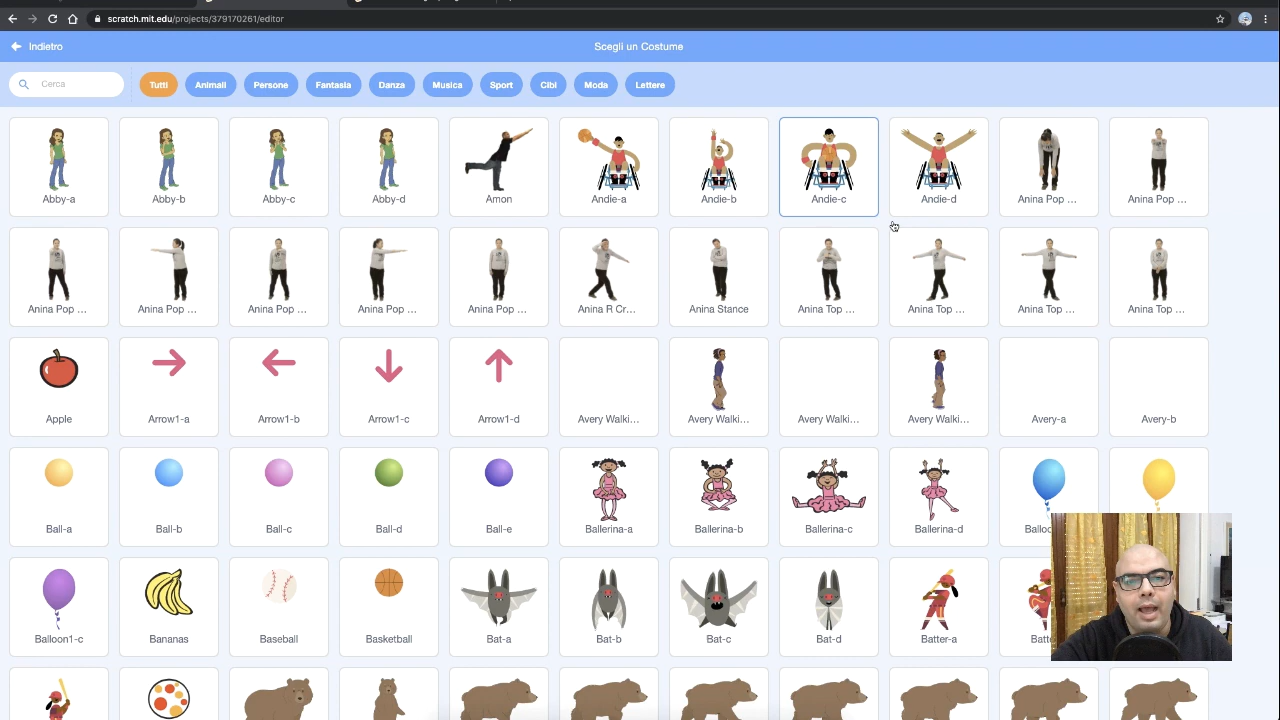 scratch.mit.edu/projects/379170261/editor
Indietro
Scegli un Costume
Cerca
Tutti
Animali
Persone
Fantasia
Danza
Musica
Sport
Cibi
Moda
Lettere
Abby-a
Abby-b
Abby-c
Abby-d
Amon
Andie-a
Andie-b
Andie-c
Andie-d
Anina Pop ...
Anina Pop ...
Anina Pop ...
Anina Pop ...
Anina Pop ...
Anina Pop ...
Anina Pop ...
Anina R Cr...
Anina Stance
Anina Top ...
Anina Top ...
Anina Top ...
Anina Top ...
Apple
Arrow1-a
Arrow1-b
Arrow1-c
Arrow1-d
Avery Walki...
Avery Walki...
Avery Walki...
Avery Walki...
Avery-a
Avery-b
Ball-a
Ball-b
Ball-c
Ball-d
Ball-e
Ballerina-a
Ballerina-b
Ballerina-c
Ballerina-d
Balloon1-c
Bananas
Baseball
Basketball
Bat-a
Bat-b
Bat-c
Bat-d
Batter-a